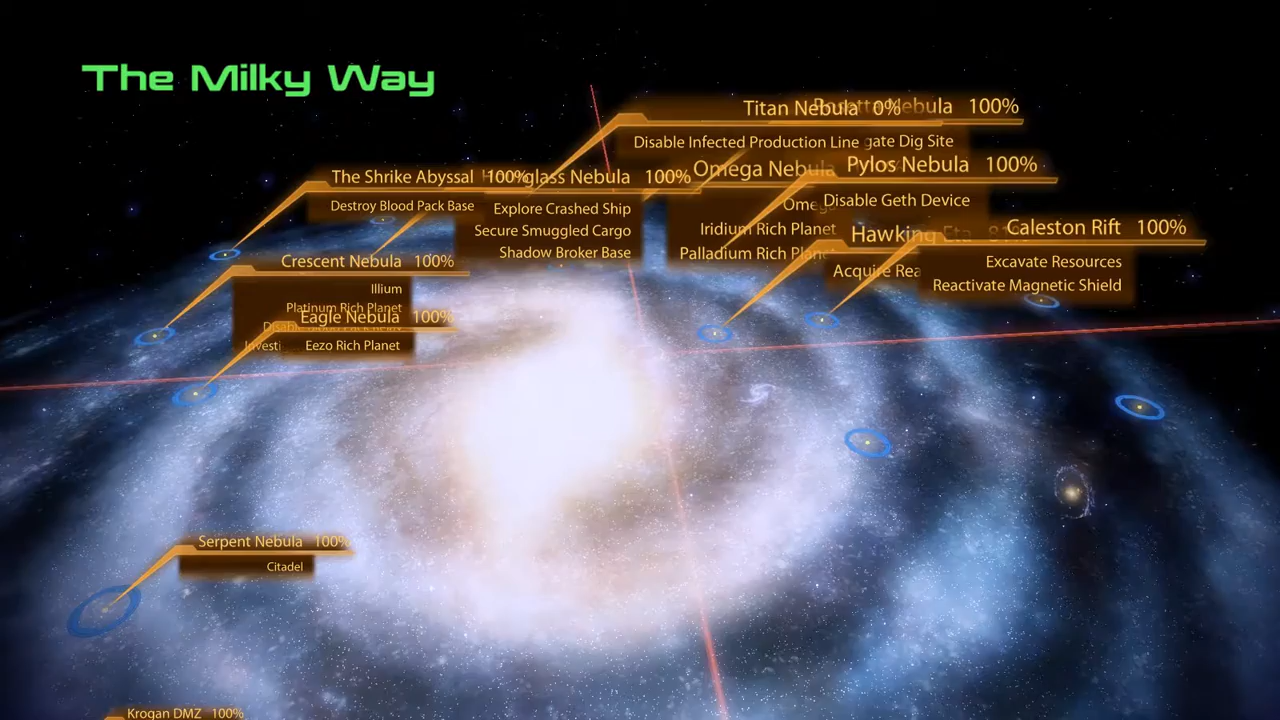 The Milky Way
Titan Nebula 0%
Nebula 100%
Disable Infected Production Line
gate Dig Site
The Shrike Abyssal 100%
glass Nebula 100%
Omega Nebula
Pylos Nebula 100%
Destroy Blood Pack Base
Explore Crashed Ship
Disable Geth Device
Secure Smuggled Cargo
Iridium Rich Planet
Hawking Eta
Caleston Rift 100%
Shadow Broker Base
Palladium Rich
Acquire
Excavate Resources
Reactivate Magnetic Shield
Crescent Nebula 100%
Illium
Platinum Rich Planet
Eagle Nebula 100%
Eezo Rich Planet
Serpent Nebula 100%
Citadel
Krogan DMZ 100%